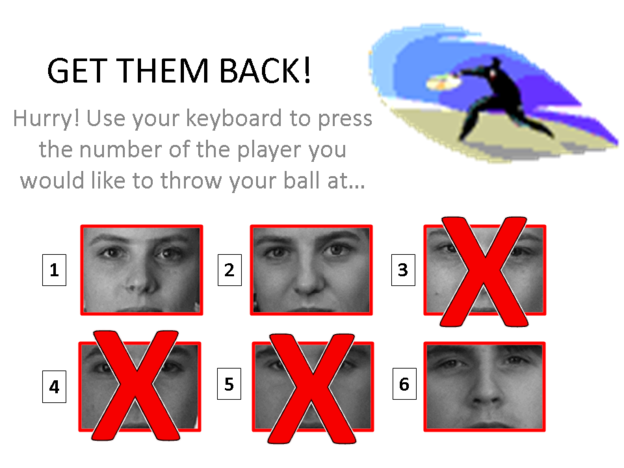 GET THEM BACK!
Hurry! Use your keyboard to press
the number of the player you
would like to throw your ball at...
1
2
3
4
5
6